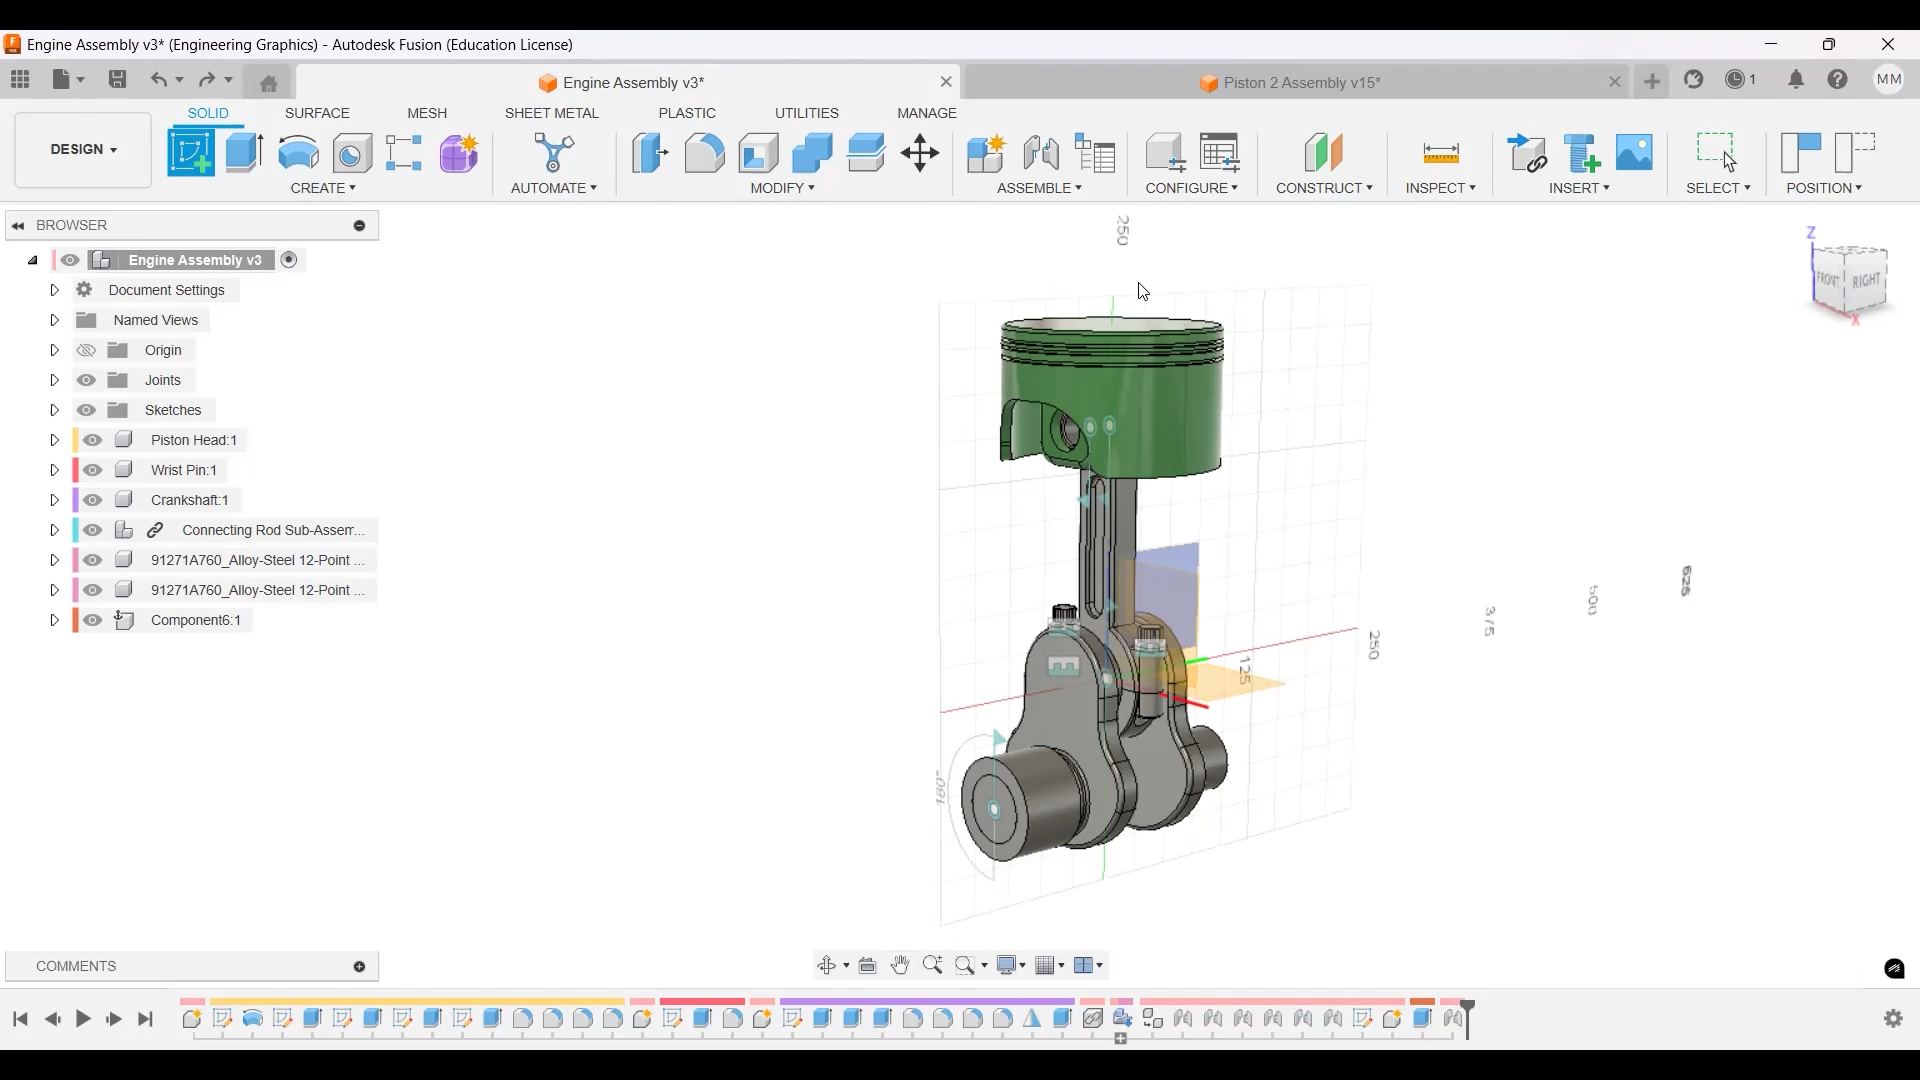 Engine Assembly v3* (Engineering Graphics) - Autodesk Fusion (Education License)
Engine Assembly v3*
Piston 2 Assembly v15*
1
MM
SOLID
SURFACE
MESH
SHEET METAL
PLASTIC
UTILITIES
MANAGE
DESIGN
CREATE
AUTOMATE
MODIFY
ASSEMBLE
CONFIGURE
CONSTRUCT
INSPECT
INSERT
SELECT
POSITION
BROWSER
Engine Assembly v3
Document Settings
Named Views
Origin
Joints
Sketches
Piston Head:1
Wrist Pin:1
Crankshaft:1
Connecting Rod Sub-Assem...
91271A760_Alloy-Steel 12-Point ...
91271A760_Alloy-Steel 12-Point ...
Component6:1
250
Z
FRONT
RIGHT
X
125
250
375
500
625
COMMENTS